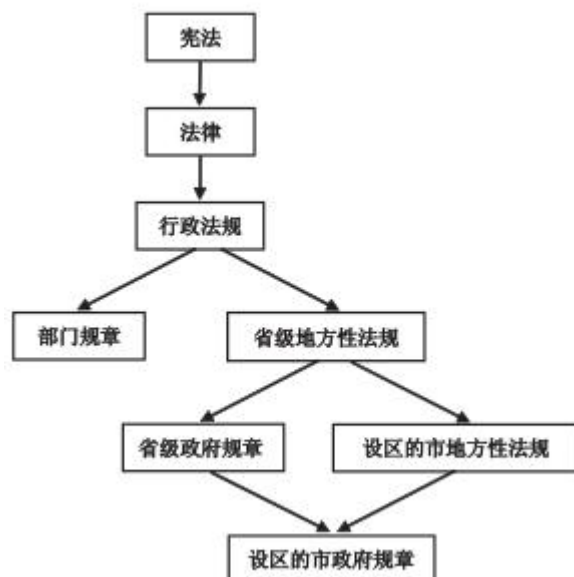 宪法
法律
行政法规
部门规章
省级地方性法规
省级政府规章
设区的市地方性法规
设区的市政府规章